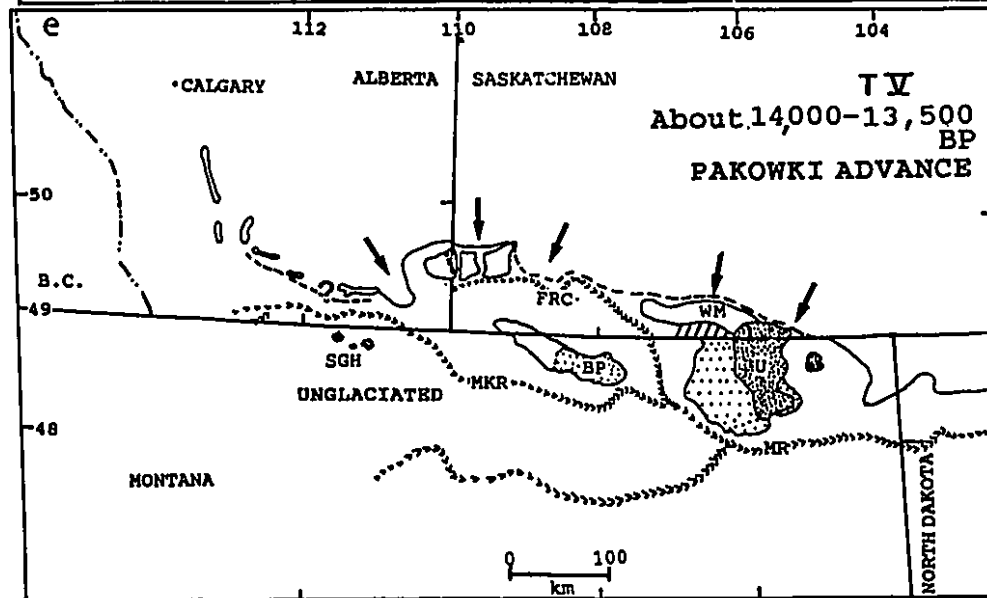 e
112 110 108 106 104
CALGARY ALBERTA SASKATCHEWAN
T V
About 14,000-13,500
BP
PAKOWKI ADVANCE
50
B.C.
49
FRC
WM
SGH
BP
U
UNGLACIATED
MKR
48
MR
MONTANA
NORTH DAKOTA
0 100
km